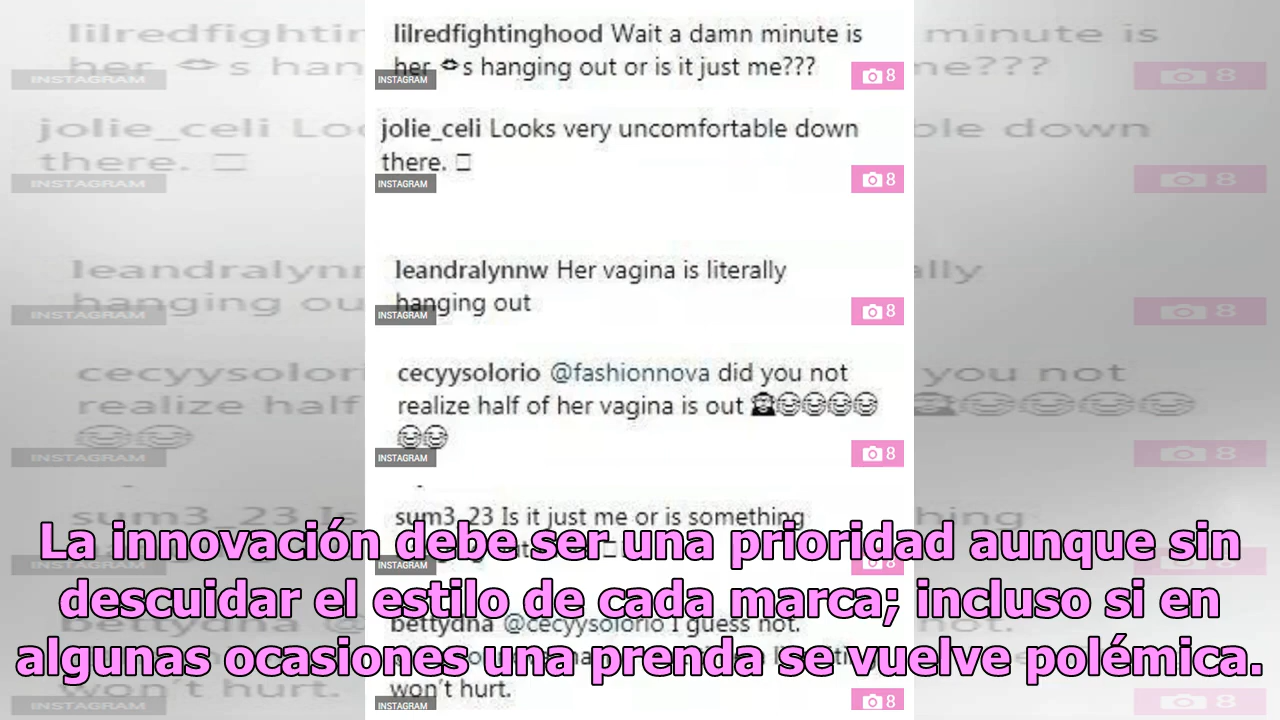 lilredfightinghood Wait a damn minute is
her 👄s hanging out or is it just me???
INSTAGRAM
8
jolie_celi Looks very uncomfortable down
there. □
INSTAGRAM
8
leandralynnw Her vagina is literally
hanging out
INSTAGRAM
8
cecyysolorio @fashionnova did you not
realize half of her vagina is out
INSTAGRAM
8
sum3_23 Is it just me or is something
La innovación debe ser una prioridad aunque sin
INSTAGRAM
descuidar el estilo de cada marca; incluso si en
bettydna @cecyysolorio I guess not.
algunas ocasiones una prenda se vuelve polémica.
won't hurt.
INSTAGRAM
8